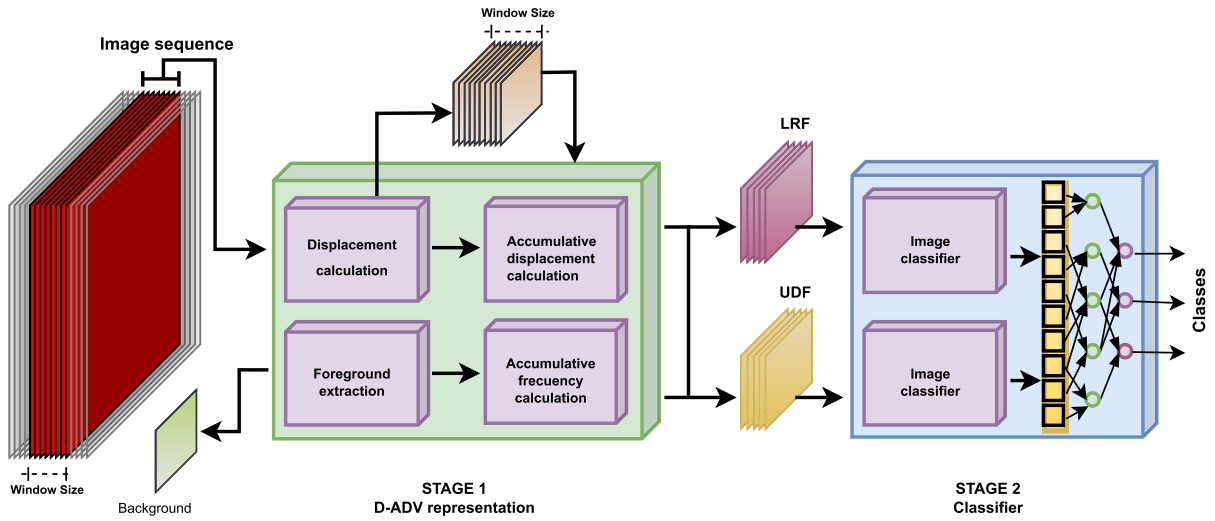 Window Size
Image sequence
LRF
Displacement
calculation
Accumulative
displacement
calculation
Image
classifier
UDF
Classes
Foreground
extraction
Accumulative
frecuency
calculation
Image
classifier
Window Size
Background
STAGE 1
D-ADV representation
STAGE 2
Classifier